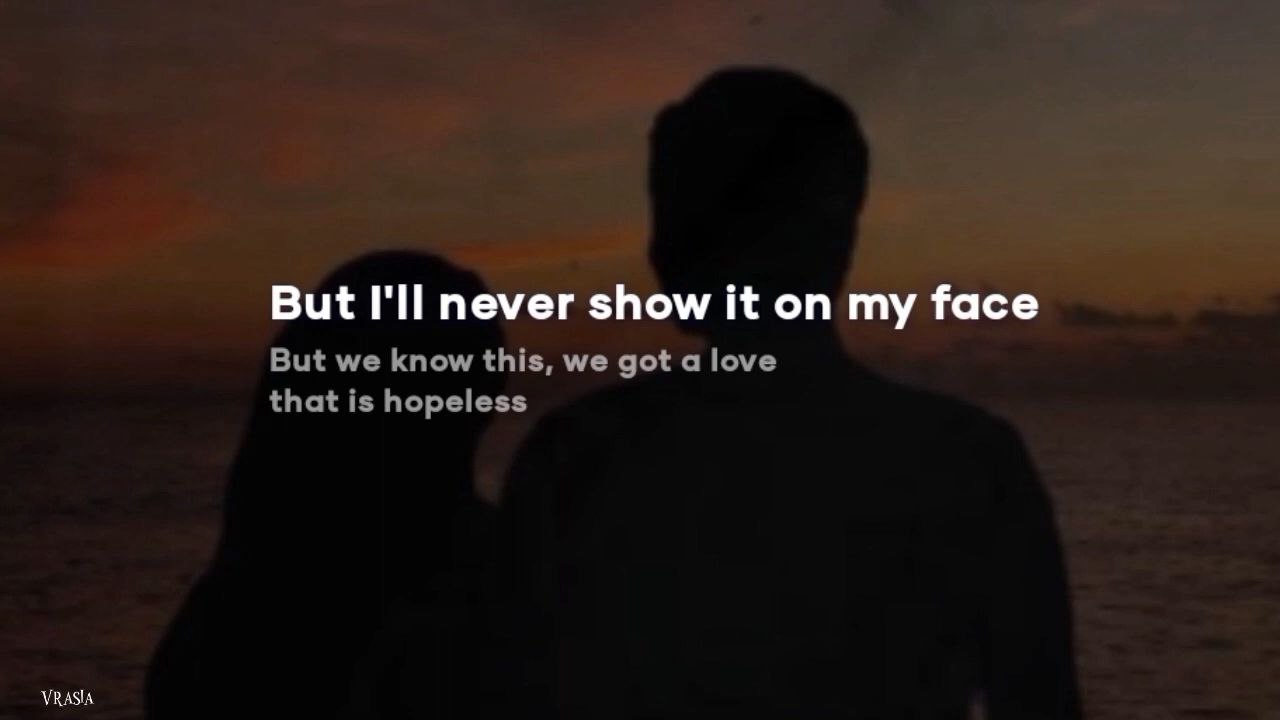 But I'll never show it on my face
But we know this, we got a love
that is hopeless
VRASIA